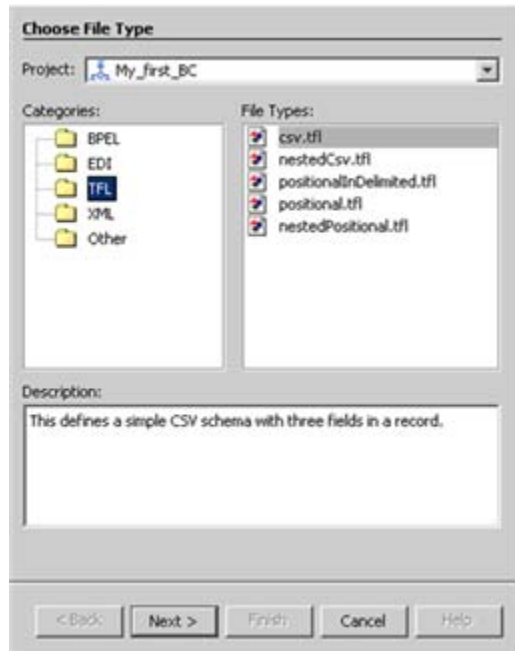 Choose File Type
Project: My_first_BC
Categories:
File Types:
BPEL
EDI
TFL
XML
Other
csv.tfl
nestedCsv.tfl
positionalInDelimited.tfl
positional.tfl
nestedPositional.tfl
Description:
This defines a simple CSV schema with three fields in a record.
< Back Next > Finish Cancel Help